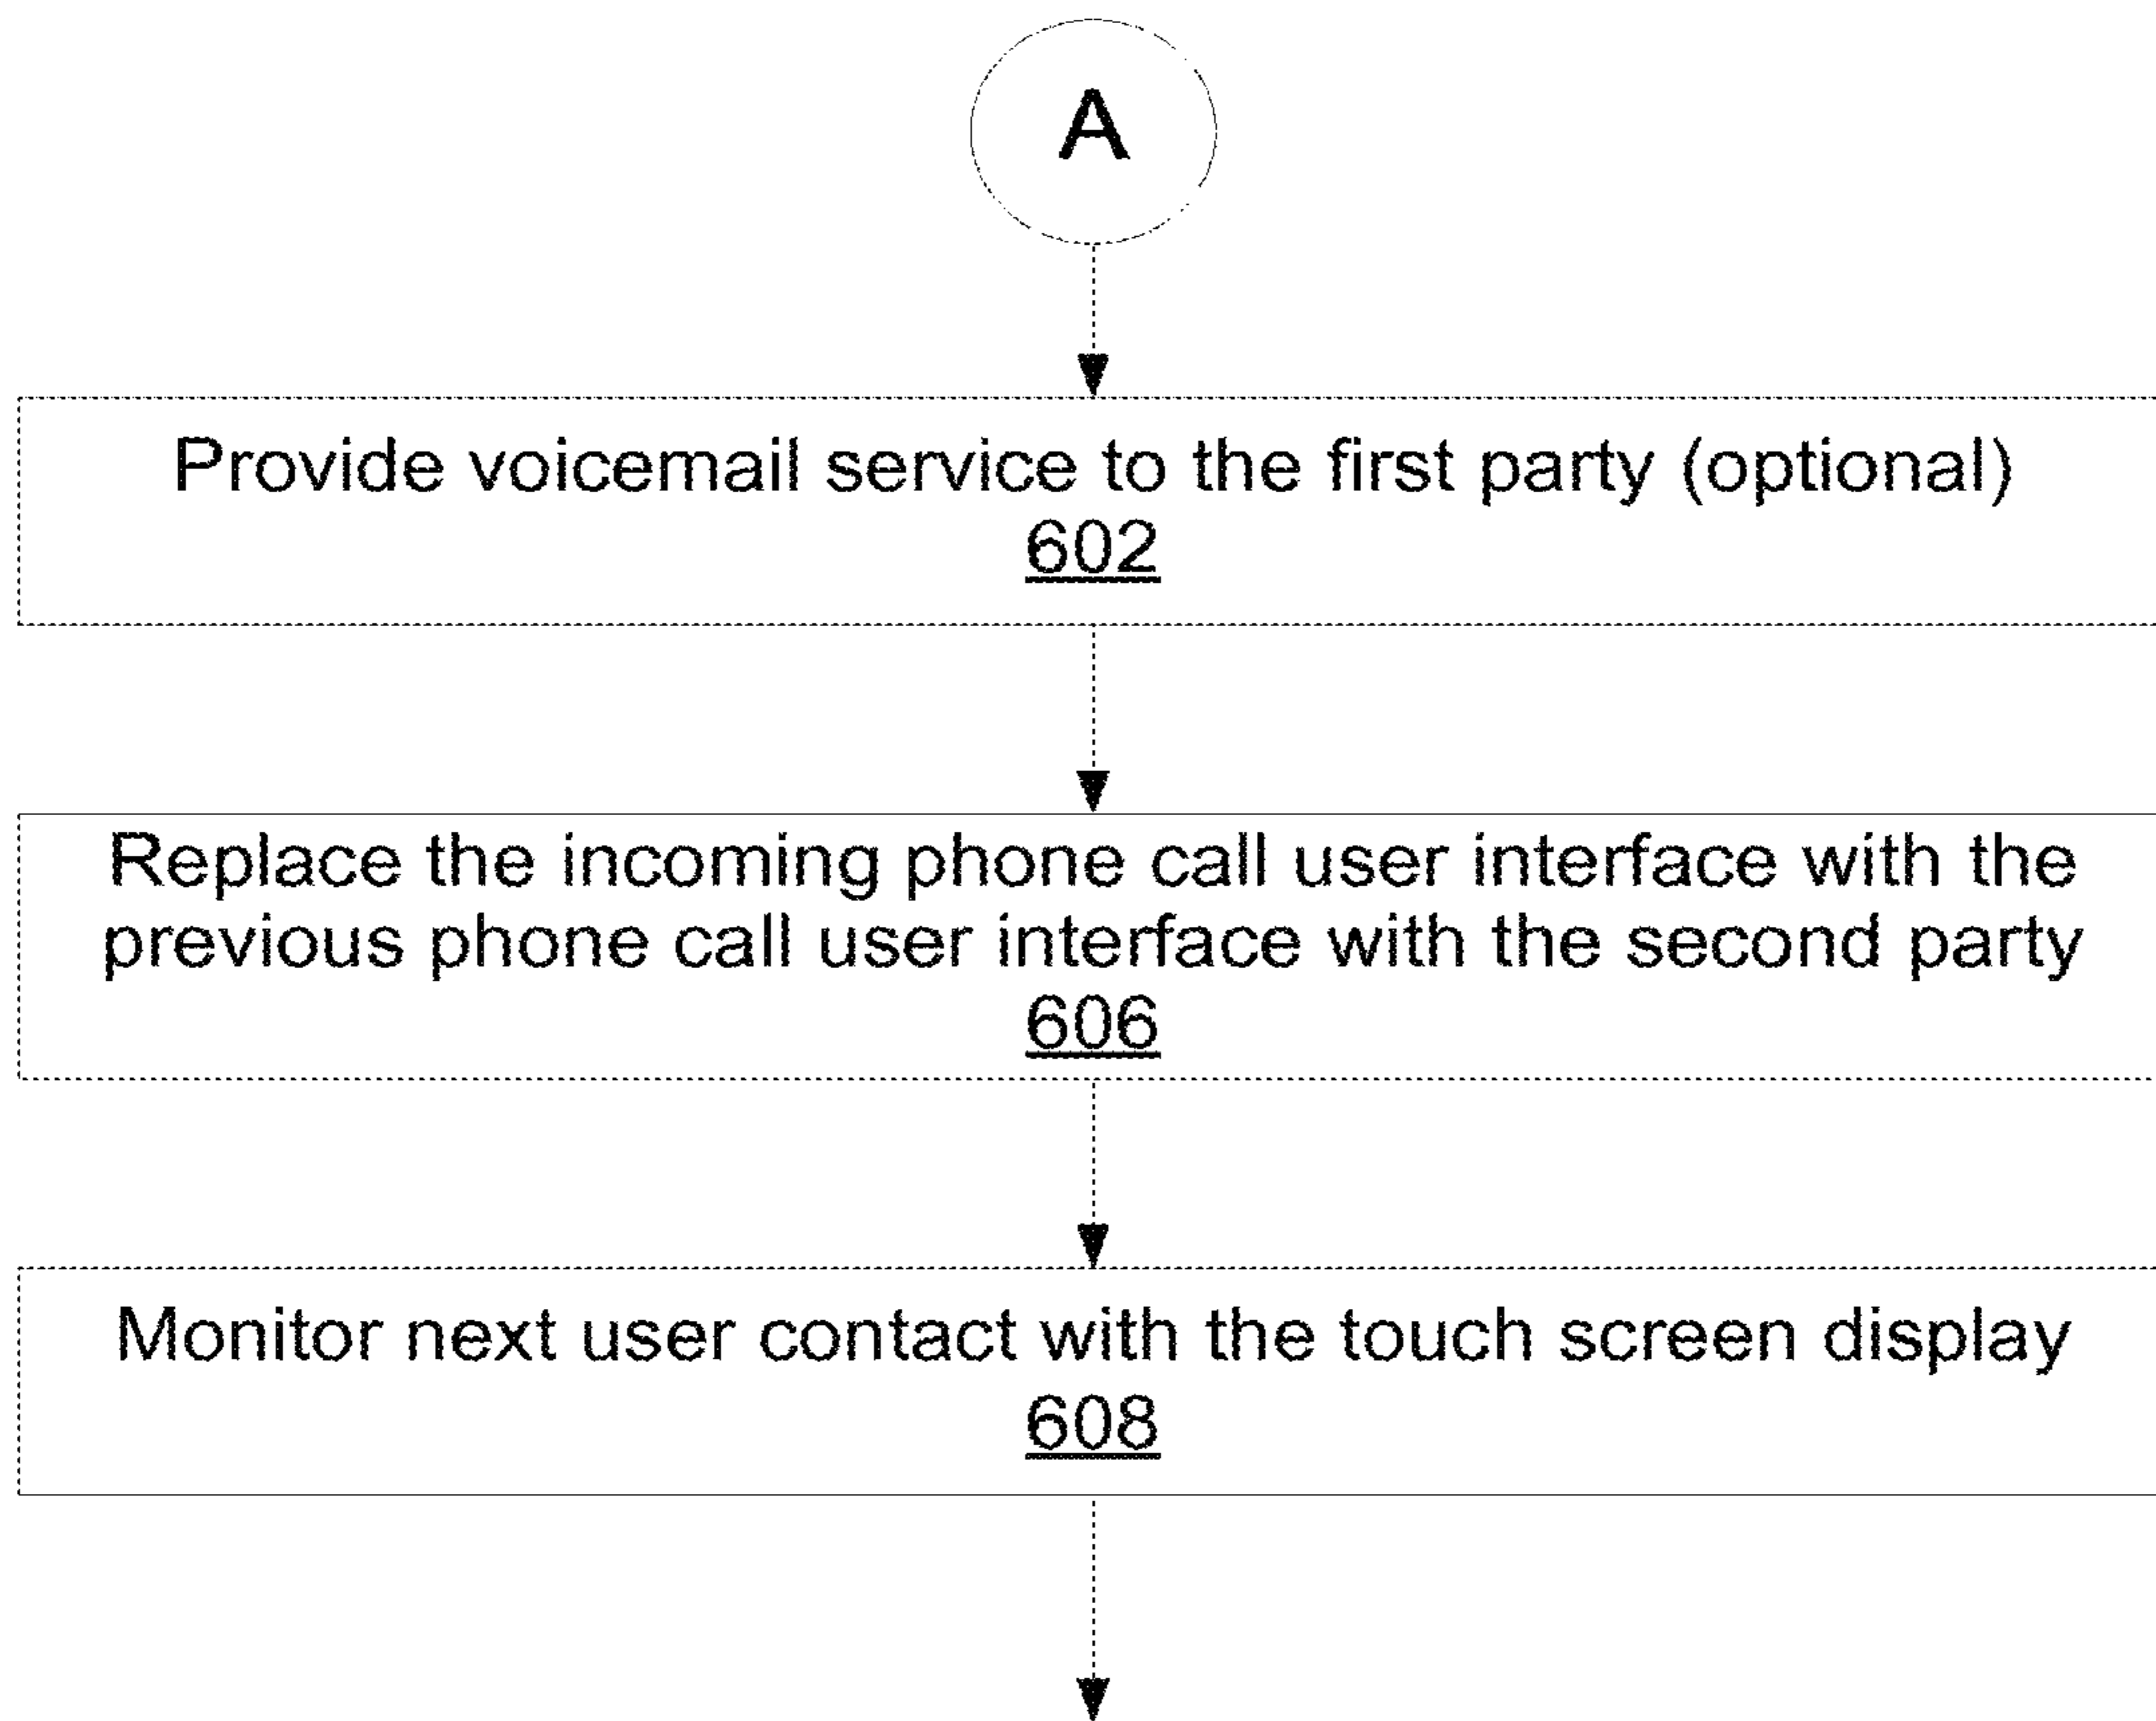 A
Provide voicemail service to the first party (optional)
602
Replace the incoming phone call user interface with the
previous phone call user interface with the second party
606
Monitor next user contact with the touch screen display
608